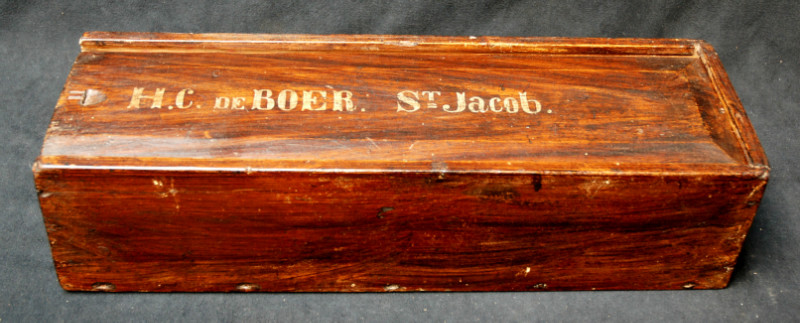 H.C. DE BOER. ST Jacob.